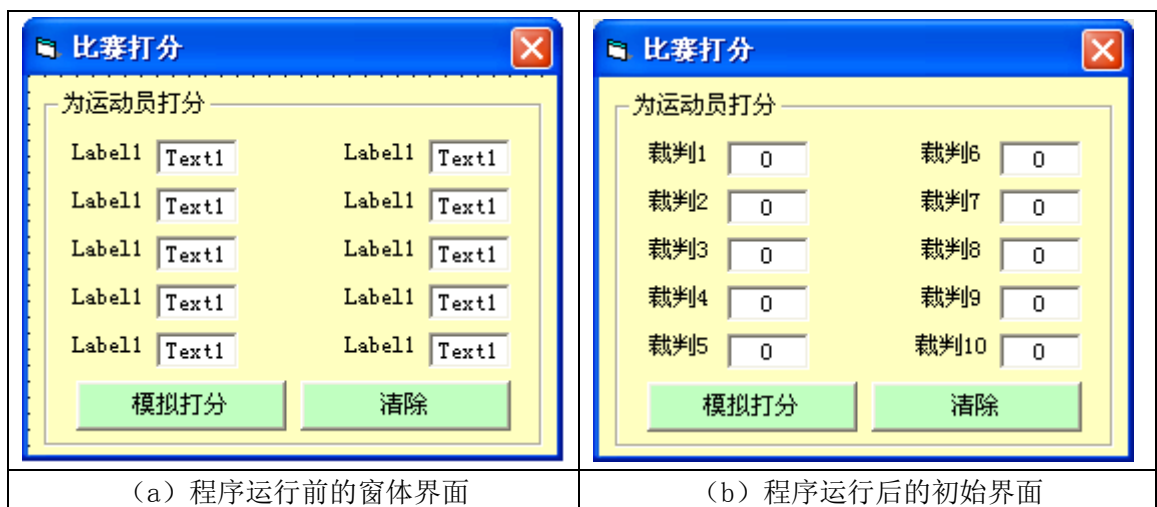 比赛打分
为运动员打分
Label1 Text1 Label1 Text1
Label1 Text1 Label1 Text1
Label1 Text1 Label1 Text1
Label1 Text1 Label1 Text1
Label1 Text1 Label1 Text1
模拟打分 清除
(a)程序运行前的窗体界面
比赛打分
为运动员打分
裁判1 0 裁判6 0
裁判2 0 裁判7 0
裁判3 0 裁判8 0
裁判4 0 裁判9 0
裁判5 0 裁判10 0
模拟打分 清除
(b)程序运行后的初始界面